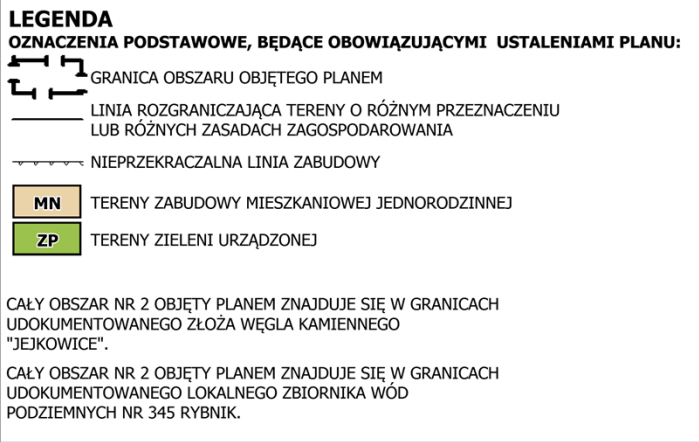 LEGENDA
OZNACZENIA PODSTAWOWE, BĘDĄCE OBOWIĄZUJĄCYMI USTALENIAMI PLANU:
GRANICA OBSZARU OBJĘTEGO PLANEM
LINIA ROZGRANICZAJĄCA TERENY O RÓŻNYM PRZEZNACZENIU
LUB RÓŻNYCH ZASADACH ZAGOSPODAROWANIA
NIEPRZEKRACZALNA LINIA ZABUDOWY
MN TERENY ZABUDOWY MIESZKANIOWEJ JEDNORODZINNEJ
ZP TERENY ZIELENI URZĄDZONEJ
CAŁY OBSZAR NR 2 OBJĘTY PLANEM ZNAJDUJE SIĘ W GRANICACH
UDOKUMENTOWANEGO ZŁOŻA WĘGLA KAMIENNEGO
"JEJKOWICE".
CAŁY OBSZAR NR 2 OBJĘTY PLANEM ZNAJDUJE SIĘ W GRANICACH
UDOKUMENTOWANEGO LOKALNEGO ZBIORNIKA WÓD
PODZIEMNYCH NR 345 RYBNIK.